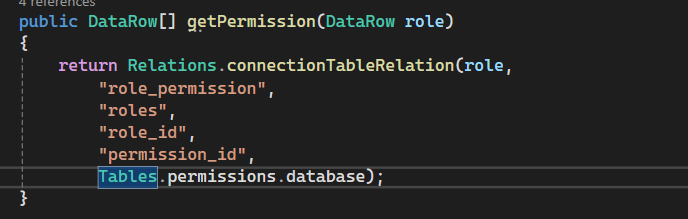 4 references
public DataRow[] getPermission(DataRow role)
{
return Relations.connectionTableRelation(role,
"role_permission",
"roles",
"role_id",
"permission_id",
Tables.permissions.database);
}